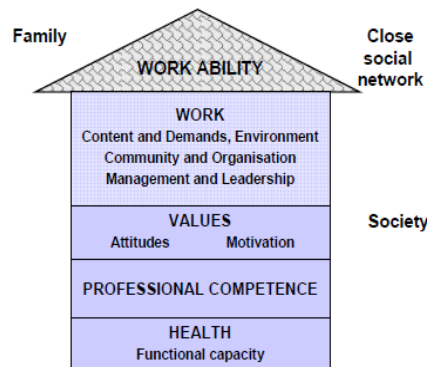 Family
Close
social
network
WORK ABILITY
WORK
Content and Demands, Environment
Community and Organisation
Management and Leadership
VALUES
Attitudes Motivation
Society
PROFESSIONAL COMPETENCE
HEALTH
Functional capacity